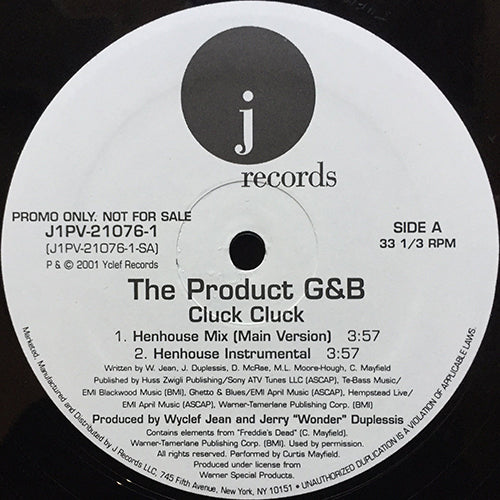 j
records
PROMO ONLY. NOT FOR SALE
J1PV-21076-1
(J1PV-21076-1-SA)
P & © 2001 Yclef Records
SIDE A
33 1/3 RPM
The Product G&B
Cluck Cluck
1. Henhouse Mix (Main Version) 3:57
2. Henhouse Instrumental 3:57
Written by W. Jean, J. Duplessis, D. McRae, M.L. Moore-Hough, C. Mayfield
Published by Huss Zwigli Publishing/Sony ATV Tunes LLC (ASCAP), Te-Bass Music/
EMI Blackwood Music (BMI), Ghetto & Blues/EMI April Music (ASCAP), Hempstead Live/
EMI April Music (ASCAP), Warner-Tamerlane Publishing Corp. (BMI)
Produced by Wyclef Jean and Jerry "Wonder" Duplessis
Contains elements from "Freddie's Dead" (C. Mayfield).
Warner-Tamerlane Publishing Corp. (BMI). Used by permission.
All rights reserved. Performed by Curtis Mayfield.
Produced under license from
Warner Special Products.
Marketed, Manufactured and Distributed by J Records LLC, 745 Fifth Avenue, New York, NY 10151 • UNAUTHORIZED DUPLICATION IS A VIOLATION OF APPLICABLE LAWS.